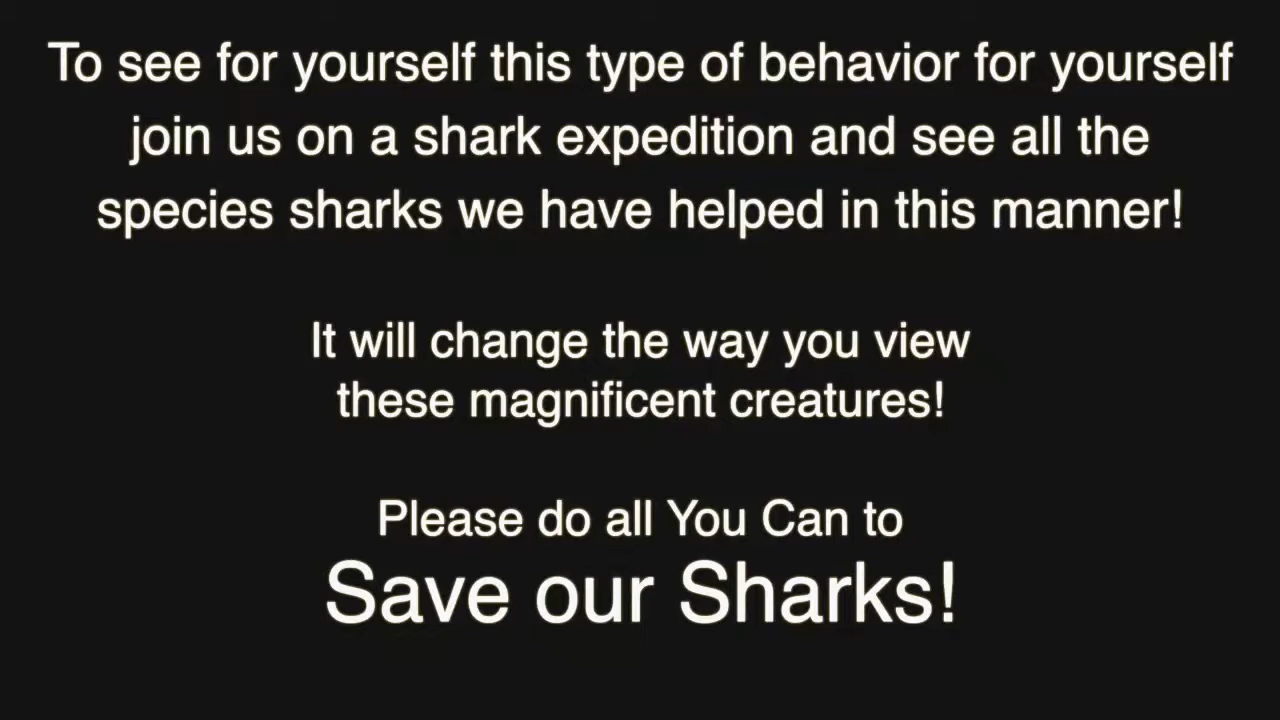 To see for yourself this type of behavior for yourself
join us on a shark expedition and see all the
species sharks we have helped in this manner!
It will change the way you view
these magnificent creatures!
Please do all You Can to
Save our Sharks!